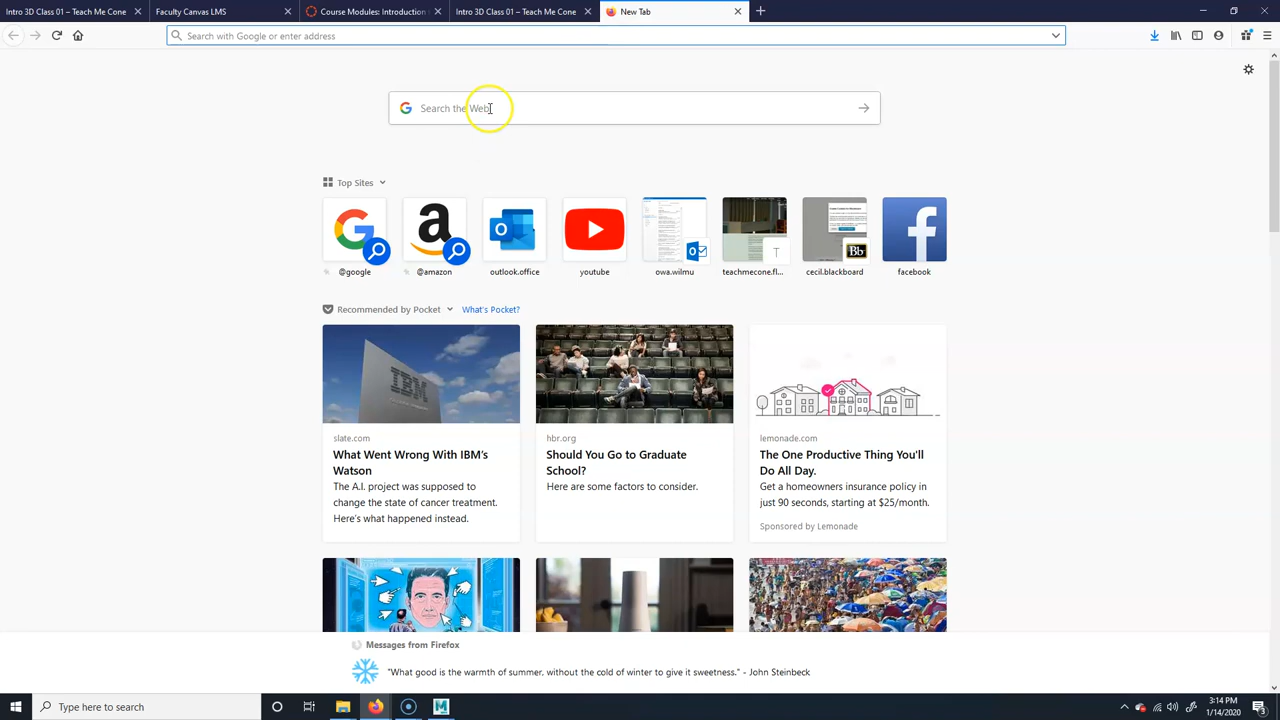 Intro 3D Class 01 – Teach Me Cone
Faculty Canvas LMS
Course Modules: Introduction
Intro 3D Class 01 – Teach Me Cone
New Tab
Search with Google or enter address
Search the Web
Top Sites
@google
@amazon
outlook.office
youtube
owa.wilmu
T
teachmecone.fl...
Bb
cecil.blackboard
facebook
Recommended by Pocket
What's Pocket?
IBM
slate.com
What Went Wrong With IBM's
Watson
The A.I. project was supposed to
change the state of cancer treatment.
Here's what happened instead.
hbr.org
Should You Go to Graduate
School?
Here are some factors to consider.
lemonade.com
The One Productive Thing You'll
Do All Day.
Get a homeowners insurance policy in
just 90 seconds, starting at $25/month.
Sponsored by Lemonade
Messages from Firefox
"What good is the warmth of summer, without the cold of winter to give it sweetness." - John Steinbeck
Type here to search
3:14 PM
1/14/2020
3